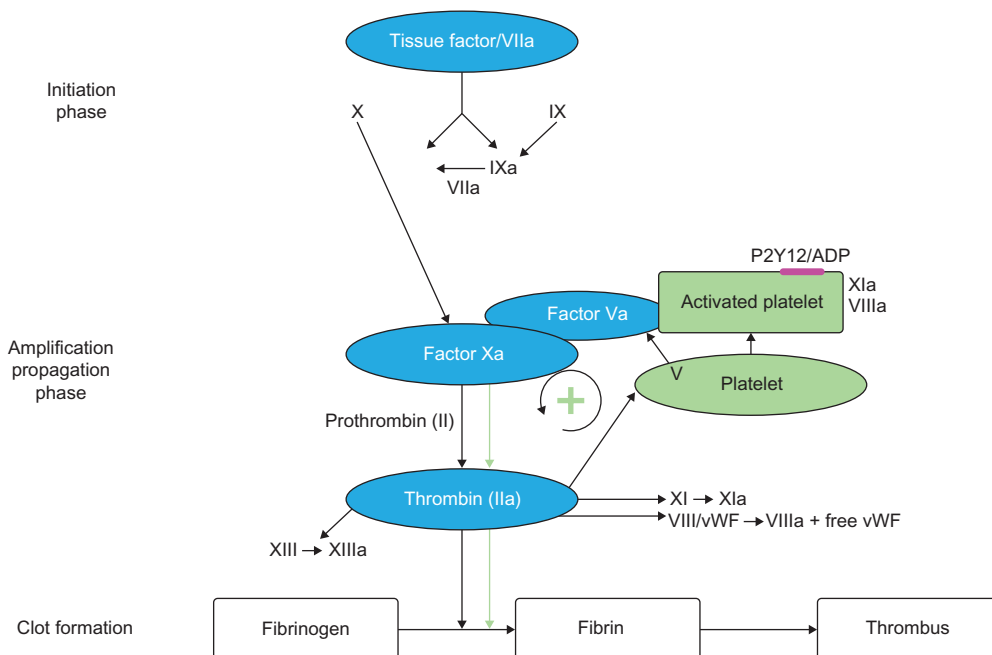 Tissue factor/VIIa
Initiation
phase
X
IX
IXa
VIIa
P2Y12/ADP
XIa
VIIIa
Activated platelet
Factor Va
Amplification
propagation
phase
Factor Xa
V
Platelet
+
Prothrombin (II)
Thrombin (IIa)
XI → XIa
VIII/vWF → VIIIa + free vWF
XIII → XIIIa
Clot formation
Fibrinogen
Fibrin
Thrombus